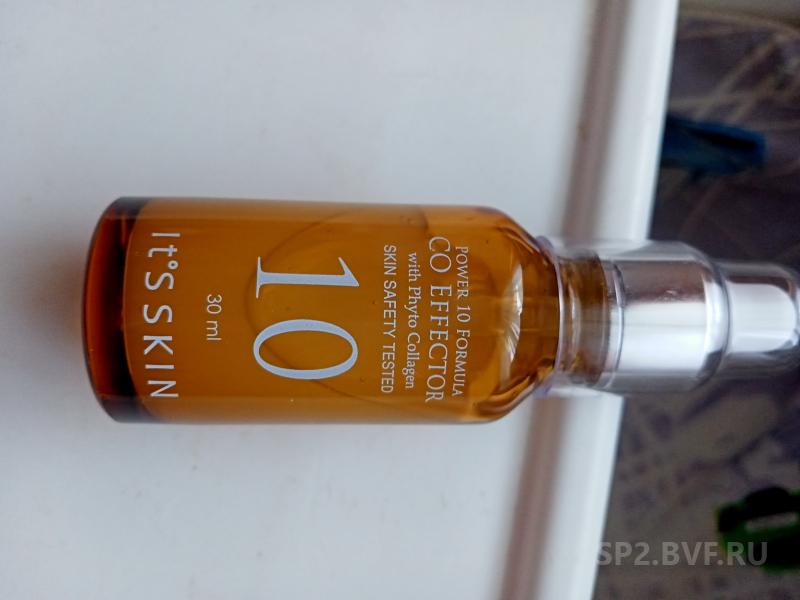 POWER 10 FORMULA
CO EFFECTOR
with Phyto Collagen
SKIN SAFETY TESTED
10
30 ml
It's SKIN
SP2.BVF.RU